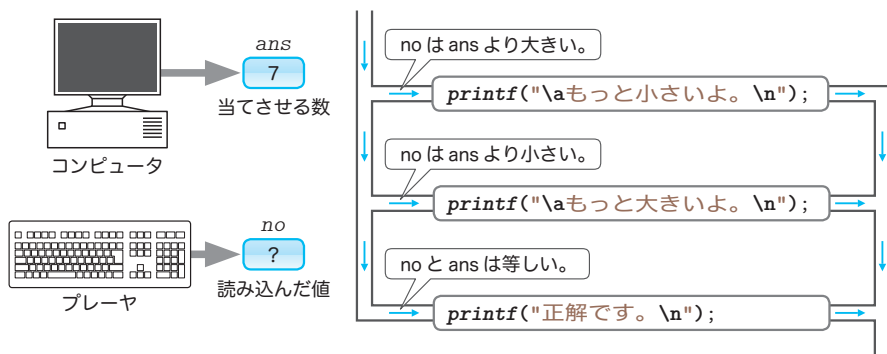 ans
7
当てさせる数
コンピュータ
no
?
読み込んだ値
プレーヤ
no は ans より大きい。
printf("\aもっと小さいよ。\n");
no は ans より小さい。
printf("\aもっと大きいよ。\n");
no と ans は等しい。
printf("正解です。\n");